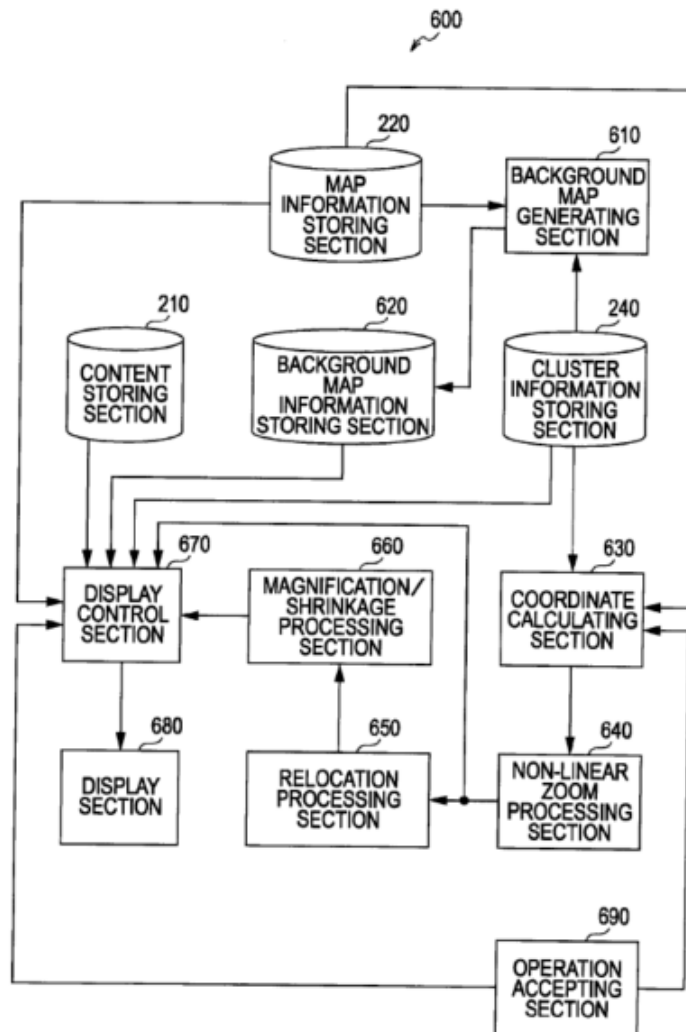 600
220
MAP
INFORMATION
STORING
SECTION
610
BACKGROUND
MAP
GENERATING
SECTION
210
CONTENT
STORING
SECTION
620
BACKGROUND
MAP
INFORMATION
STORING SECTION
240
CLUSTER
INFORMATION
STORING
SECTION
670
DISPLAY
CONTROL
SECTION
660
MAGNIFICATION/
SHRINKAGE
PROCESSING
SECTION
630
COORDINATE
CALCULATING
SECTION
680
DISPLAY
SECTION
650
RELOCATION
PROCESSING
SECTION
640
NON-LINEAR
ZOOM
PROCESSING
SECTION
690
OPERATION
ACCEPTING
SECTION